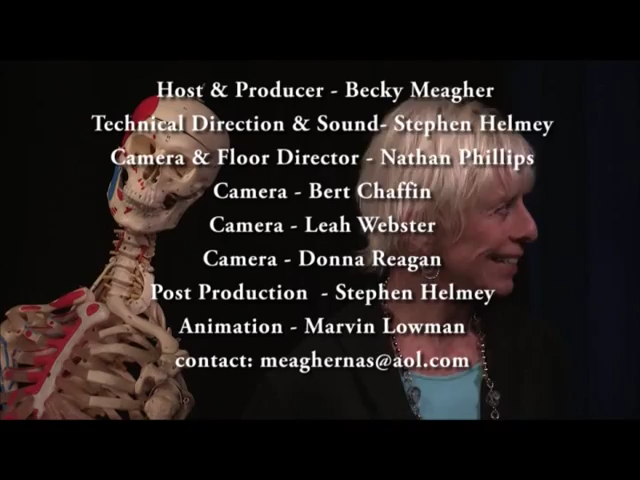 Host & Producer - Becky Meagher
Technical Direction & Sound- Stephen Helmey
Camera & Floor Director - Nathan Phillips
Camera - Bert Chaffin
Camera - Leah Webster
Camera - Donna Reagan
Post Production - Stephen Helmey
Animation - Marvin Lowman
contact: meaghernas@aol.com